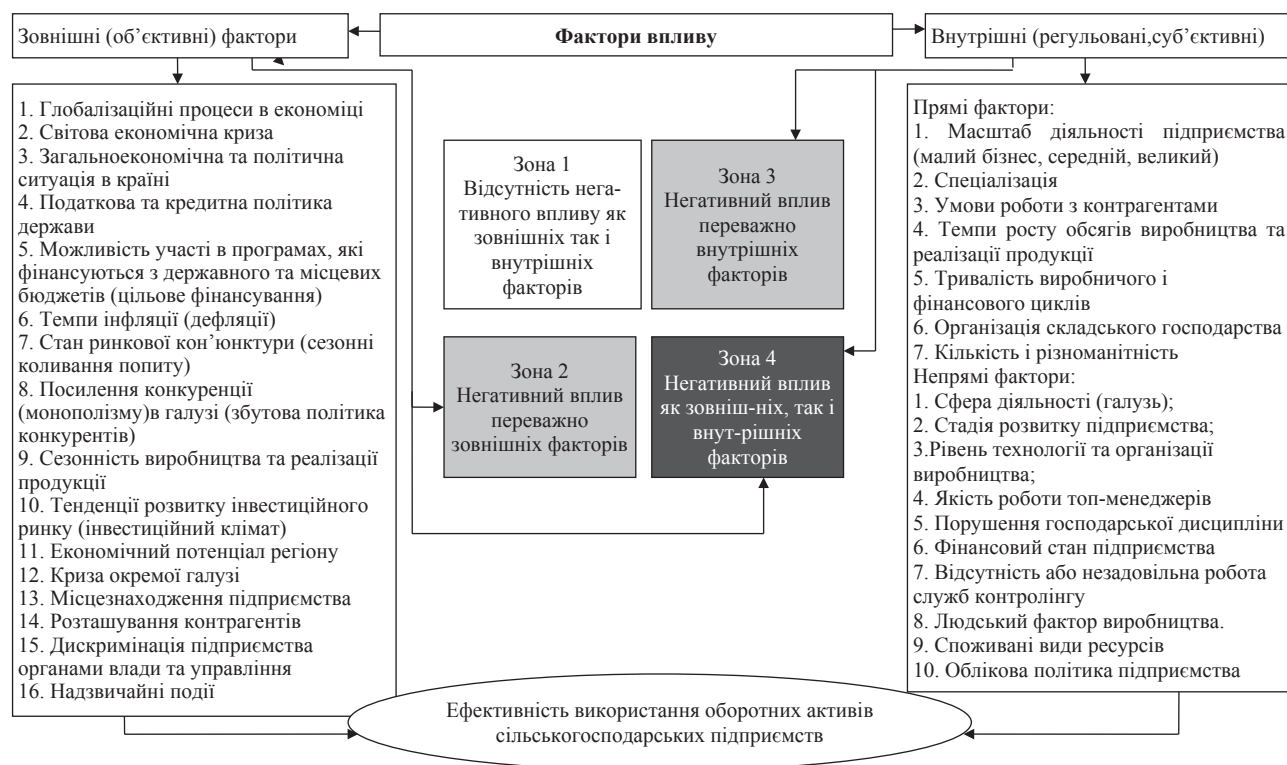 Зовнішні (об’єктивні) фактори
Фактори впливу
Внутрішні (регульовані,суб’єктивні)
1. Глобалізаційні процеси в економіці
2. Світова економічна криза
3. Загальноекономічна та політична
ситуація в країні
4. Податкова та кредитна політика
держави
5. Можливість участі в програмах, які
фінансуються з державного та місцевих
бюджетів (цільове фінансування)
6. Темпи інфляції (дефляції)
7. Стан ринкової кон’юнктури (сезонні
коливання попиту)
8. Посилення конкуренції
(монополізму)в галузі (збутова політика
конкурентів)
9. Сезонність виробництва та реалізації
продукції
10. Тенденції розвитку інвестиційного
ринку (інвестиційний клімат)
11. Економічний потенціал регіону
12. Криза окремої галузі
13. Місцезнаходження підприємства
14. Розташування контрагентів
15. Дискримінація підприємства
органами влади та управління
16. Надзвичайні події
Зона 1
Відсутність нега-
тивного впливу як
зовнішніх так і
внутрішніх
факторів
Зона 3
Негативний вплив
переважно
внутрішніх
факторів
Зона 2
Негативний вплив
переважно
зовнішніх факторів
Зона 4
Негативний вплив
як зовніш-ніх, так і
внут-рішніх
факторів
Прямі фактори:
1. Масштаб діяльності підприємства
(малий бізнес, середній, великий)
2. Спеціалізація
3. Умови роботи з контрагентами
4. Темпи росту обсягів виробництва та
реалізації продукції
5. Тривалість виробничого і
фінансового циклів
6. Організація складського господарства
7. Кількість і різноманітність
Непрямі фактори:
1. Сфера діяльності (галузь);
2. Стадія розвитку підприємства;
3.Рівень технології та організації
виробництва;
4. Якість роботи топ-менеджерів
5. Порушення господарської дисципліни
6. Фінансовий стан підприємства
7. Відсутність або незадовільна робота
служб контролінгу
8. Людський фактор виробництва.
9. Споживані види ресурсів
10. Облікова політика підприємства
Ефективність використання оборотних активів
сільськогосподарських підприємств